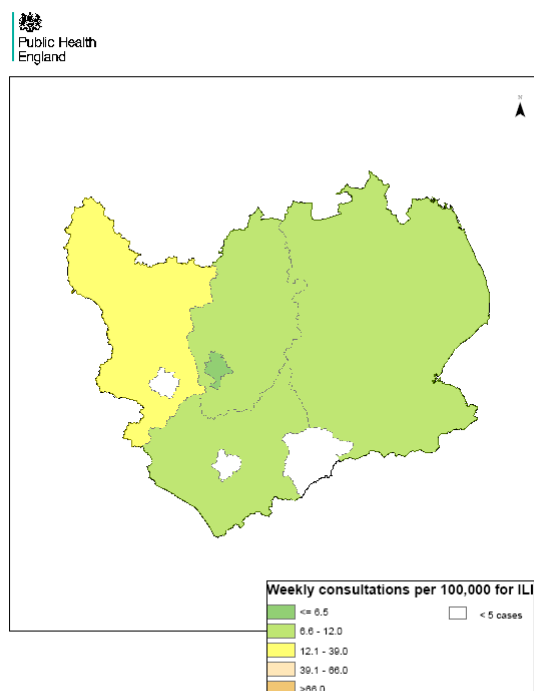 Public Health
England
N
Weekly consultations per 100,000 for ILI
<= 6.5
< 5 cases
6.6 - 12.0
12.1 - 39.0
39.1 - 66.0
>66.0